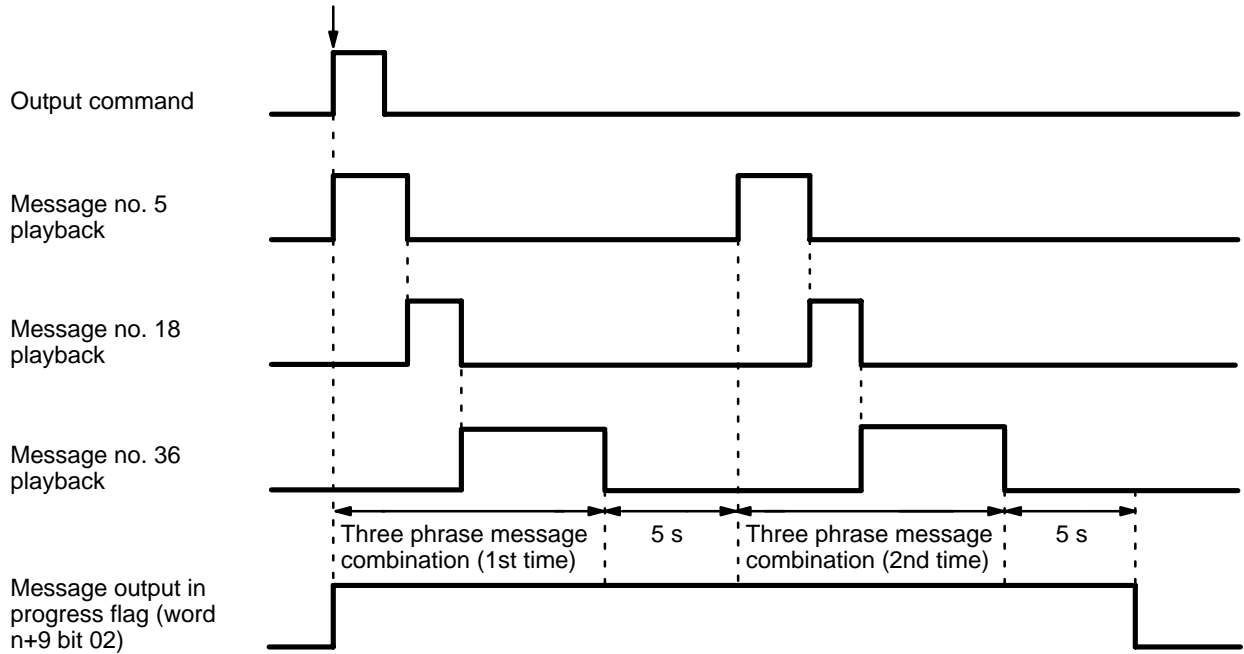 Output command
Message no. 5
playback
Message no. 18
playback
Message no. 36
playback
Three phrase message
combination (1st time)
5 s
Three phrase message
combination (2nd time)
5 s
Message output in
progress flag (word
n+9 bit 02)